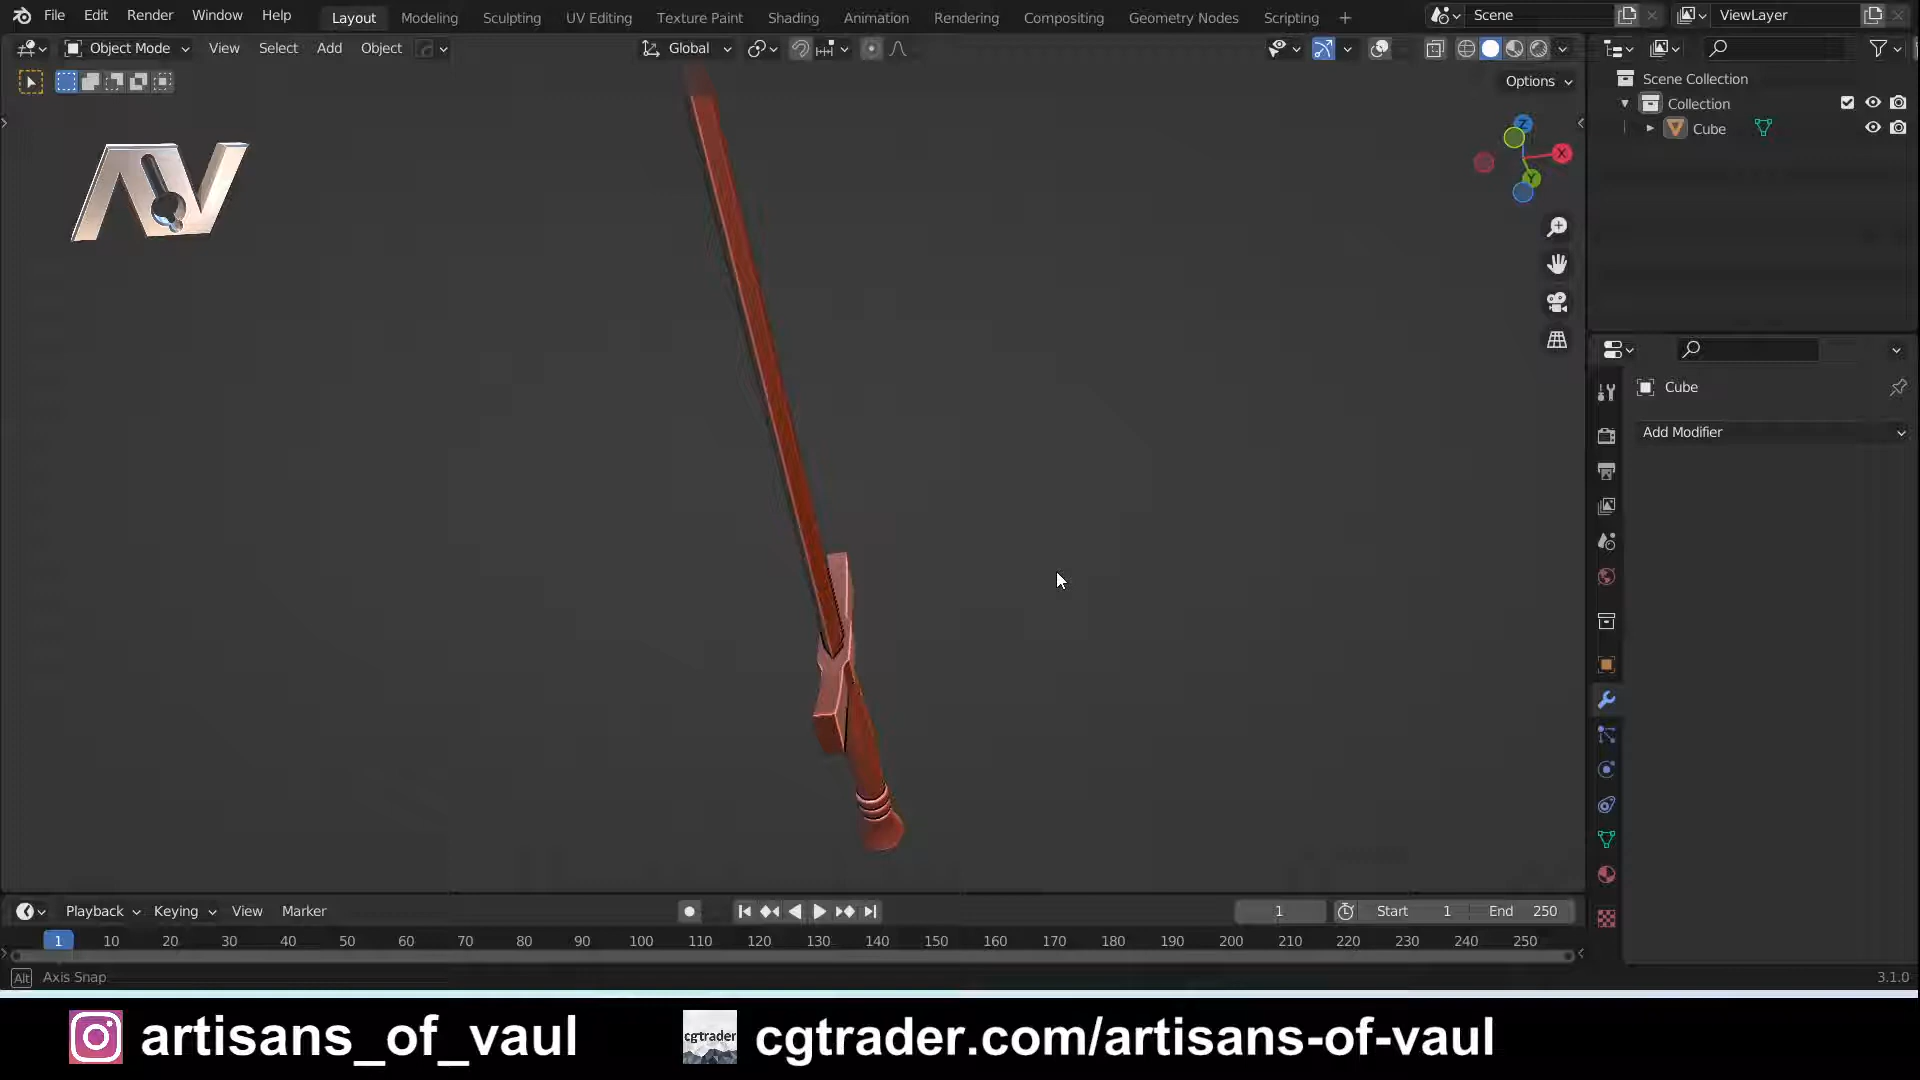 File Edit Render Window Help
Layout Modeling Sculpting UV Editing Texture Paint Shading Animation Rendering Compositing Geometry Nodes Scripting +
Scene ViewLayer
Object Mode View Select Add Object Global
Options
Scene Collection
Collection
Cube
AV
Z
X
Y
Cube
Add Modifier
Playback Keying View Marker
1 Start 1 End 250
1 10 20 30 40 50 60 70 80 90 100 110 120 130 140 150 160 170 180 190 200 210 220 230 240 250
Alt Axis Snap 3.1.0
artisans_of_vaul
cgtrader
cgtrader.com/artisans-of-vaul